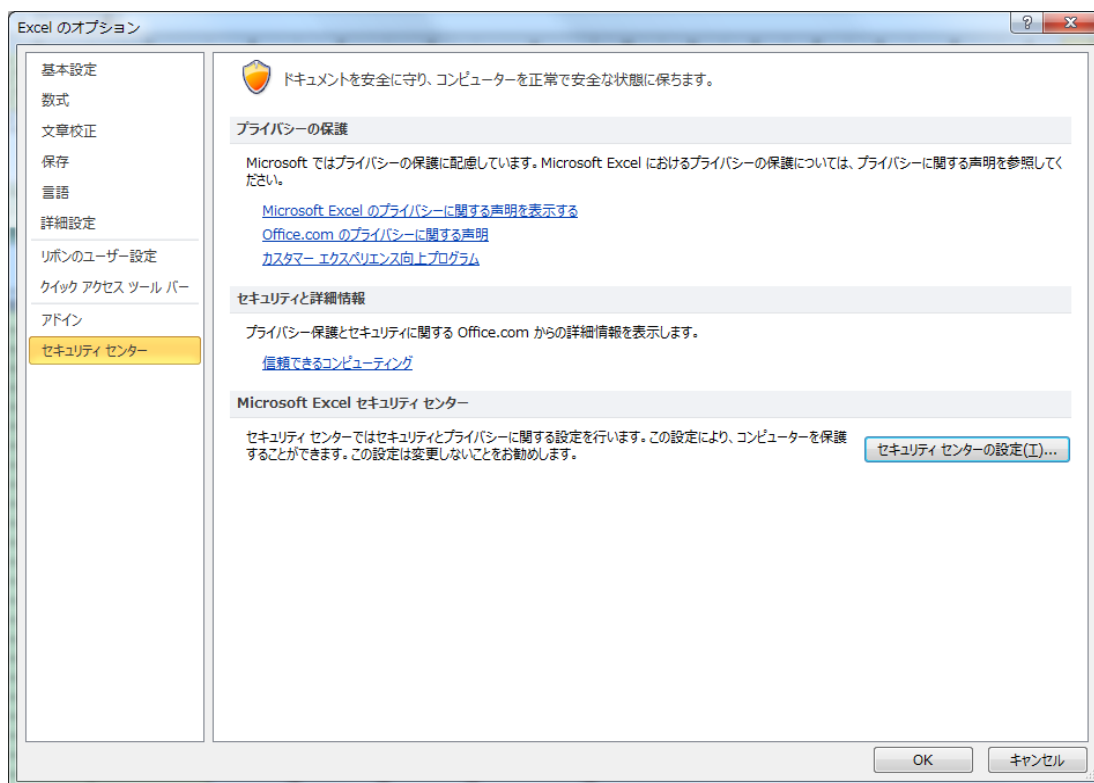 Excel のオプション
基本設定
数式
文章校正
保存
言語
詳細設定
リボンのユーザー設定
クイック アクセス ツール バー
アドイン
セキュリティ センター
ドキュメントを安全に守り、コンピューターを正常で安全な状態に保ちます。
プライバシーの保護
Microsoft ではプライバシーの保護に配慮しています。Microsoft Excel におけるプライバシーの保護については、プライバシーに関する声明を参照してく
ださい。
Microsoft Excel のプライバシーに関する声明を表示する
Office.com のプライバシーに関する声明
カスタマー エクスペリエンス向上プログラム
セキュリティと詳細情報
プライバシー保護とセキュリティに関する Office.com からの詳細情報を表示します。
信頼できるコンピューティング
Microsoft Excel セキュリティ センター
セキュリティ センターではセキュリティとプライバシーに関する設定を行います。この設定により、コンピューターを保護
することができます。この設定は変更しないことをお勧めします。
セキュリティ センターの設定(T)...
OK
キャンセル